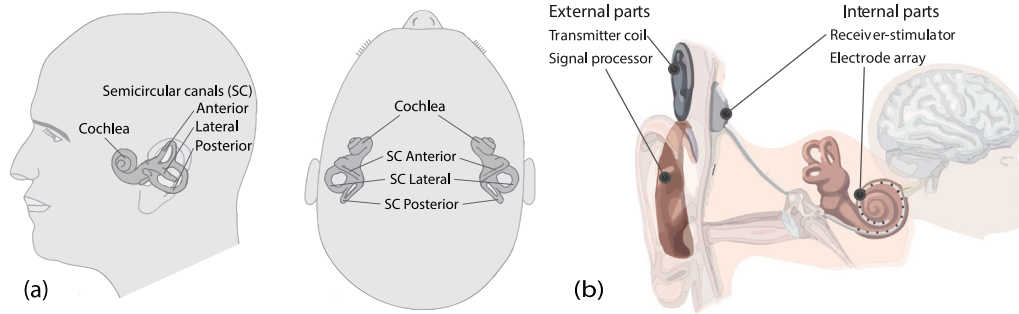 Semicircular canals (SC)
Anterior
Cochlea
Lateral
Posterior
(a)
Cochlea
SC Anterior
SC Lateral
SC Posterior
External parts
Transmitter coil
Signal processor
Internal parts
Receiver-stimulator
Electrode array
(b)